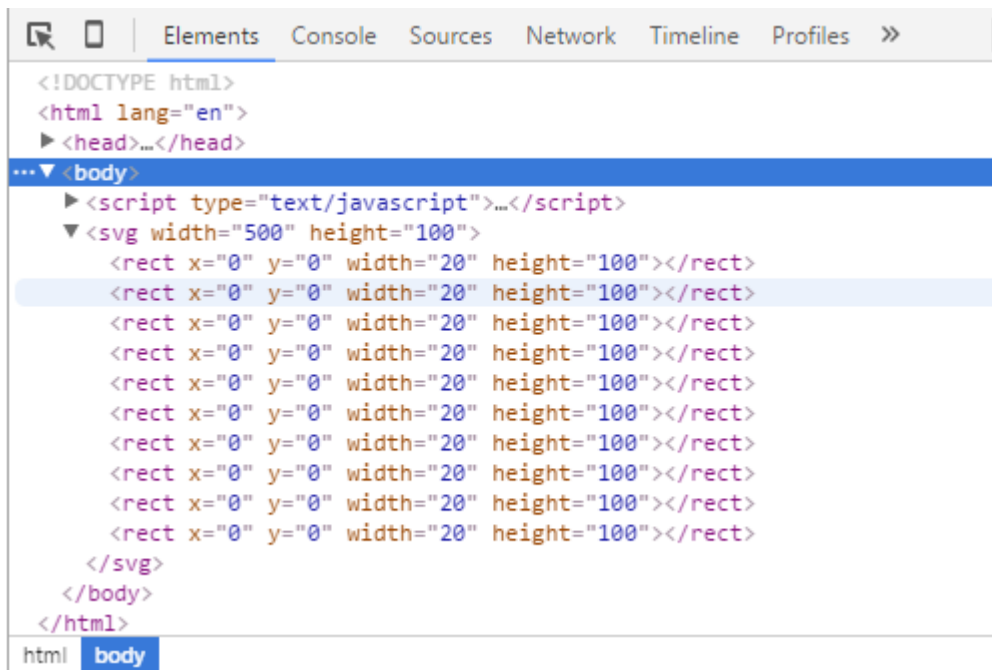 Elements Console Sources Network Timeline Profiles »
<!DOCTYPE html>
<html lang="en">
▶ <head>…</head>
…▼ <body>
▶ <script type="text/javascript">…</script>
▼ <svg width="500" height="100">
<rect x="0" y="0" width="20" height="100"></rect>
<rect x="0" y="0" width="20" height="100"></rect>
<rect x="0" y="0" width="20" height="100"></rect>
<rect x="0" y="0" width="20" height="100"></rect>
<rect x="0" y="0" width="20" height="100"></rect>
<rect x="0" y="0" width="20" height="100"></rect>
<rect x="0" y="0" width="20" height="100"></rect>
<rect x="0" y="0" width="20" height="100"></rect>
<rect x="0" y="0" width="20" height="100"></rect>
<rect x="0" y="0" width="20" height="100"></rect>
</svg>
</body>
</html>
html body